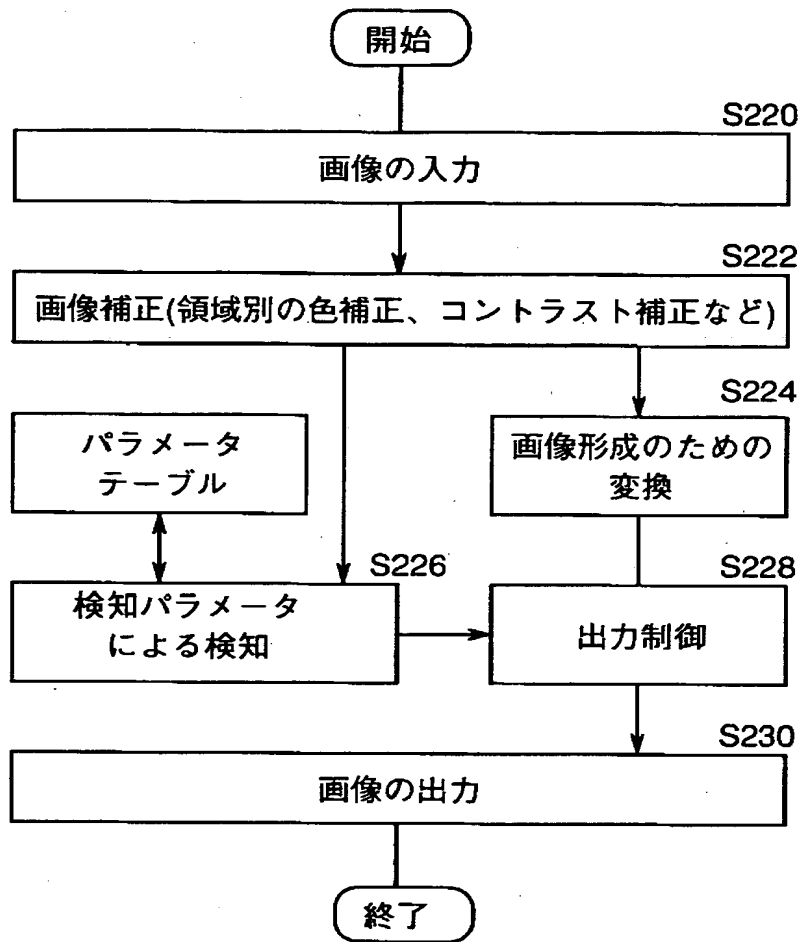 開始
S220
画像の入力
S222
画像補正(領域別の色補正、コントラスト補正など)
S224
パラメータ
テーブル
画像形成のための
変換
S226
検知パラメータ
による検知
S228
出力制御
S230
画像の出力
終了